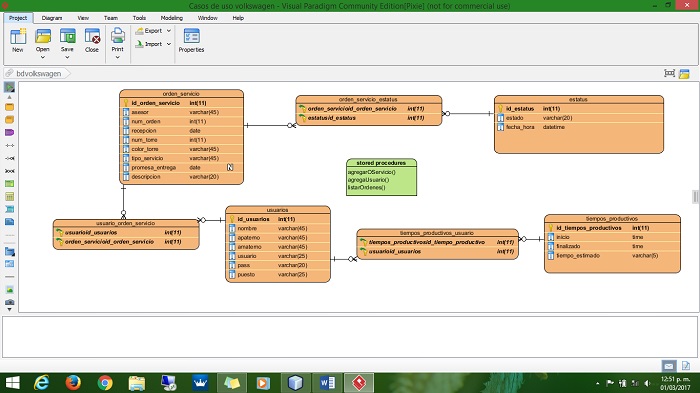 Casos de uso volkswagen - Visual Paradigm Community Edition[Pixie] (not for commercial use)
Project Diagram View Team Tools Modeling Window Help
New Open Save Close Print Export Import Properties
bdvolkswagen
orden_servicio
id_orden_servicio int(11)
asesor varchar(45)
num_orden int(11)
recepcion date
num_torre int(11)
color_torre varchar(45)
tipo_servicio varchar(45)
promesa_entrega date N
descripcion varchar(20)
orden_servicio_estatus
orden_servicioid_orden_servicio int(11)
estatusid_estatus int(11)
estatus
id_estatus int(11)
estado varchar(20)
fecha_hora datetime
stored procedures
agregarOServicio()
agregaUsuario()
listarOrdenes()
usuario_orden_servicio
usuarioid_usuarios int(11)
orden_servicioid_orden_servicio int(11)
usuarios
id_usuarios int(11)
nombre varchar(45)
apaterno varchar(45)
amaterno varchar(45)
usuario varchar(25)
pass varchar(20)
puesto varchar(25)
tiempos_productivos_usuario
tiempos_productivosid_tiempo_productivo int(11)
usuarioid_usuarios int(11)
tiempos_productivos
id_tiempos_productivos int(11)
inicio time
finalizado time
tiempo_estimado varchar(5)
12:51 p. m.
01/03/2017